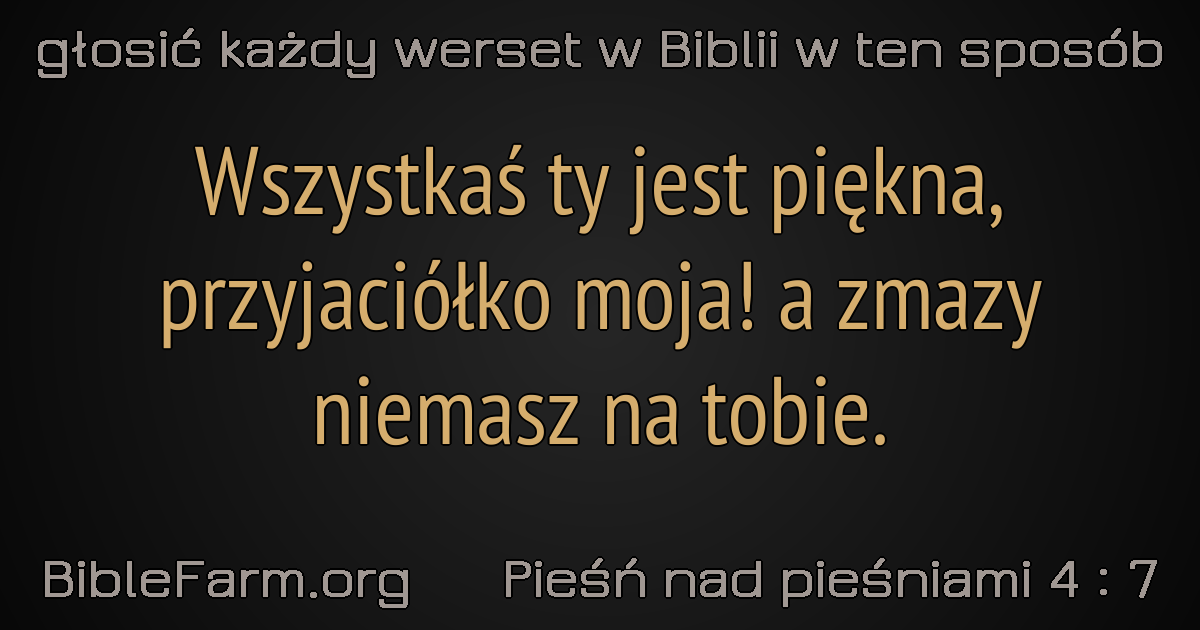 głosić każdy werset w Biblii w ten sposób
Wszystkaś ty jest piękna,
przyjaciółko moja! a zmazy
niemasz na tobie.
BibleFarm.org
Pieśń nad pieśniami 4 : 7